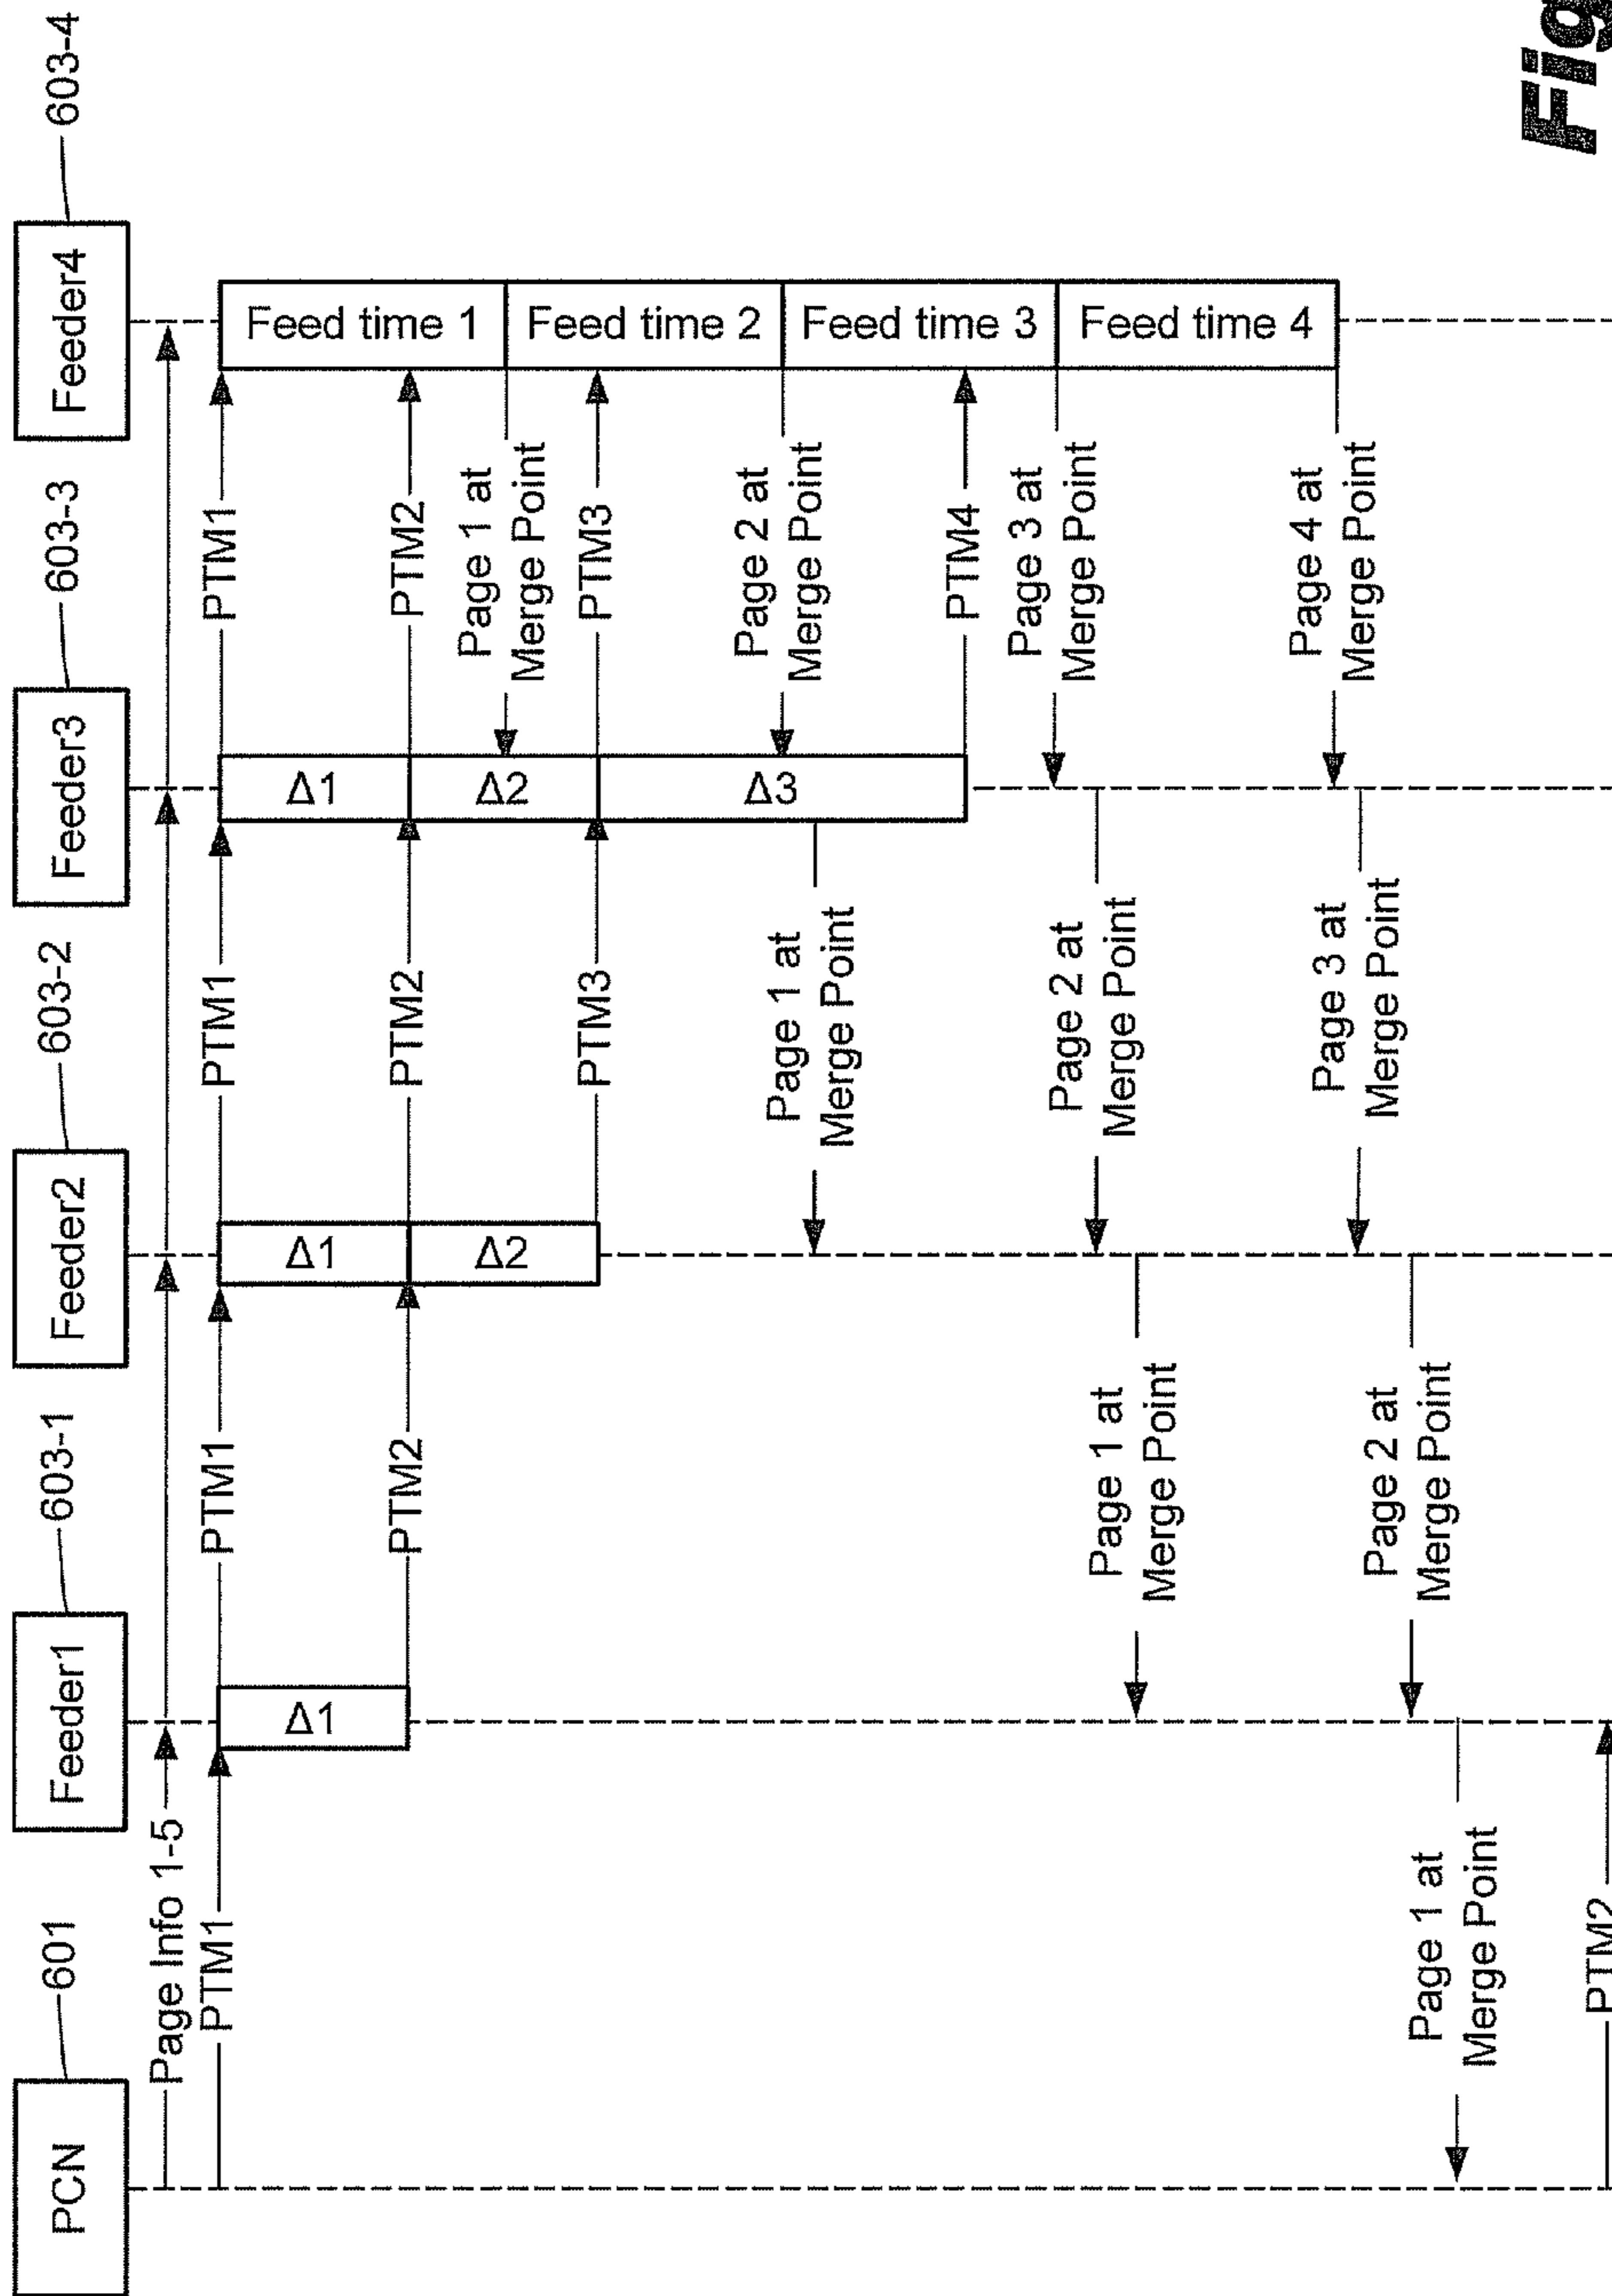 PCN
601
Feeder1
603-1
Feeder2
603-2
Feeder3
603-3
Feeder4
603-4
Page Info 1-5
PTM1
PTM1
PTM1
PTM1
Δ1
Δ1
Δ1
Feed time 1
PTM2
PTM2
PTM2
Δ2
Δ2
Page 1 at
Merge Point
Feed time 2
PTM3
PTM3
Δ3
Page 2 at
Merge Point
Feed time 3
Page 1 at
Merge Point
PTM4
Page 3 at
Merge Point
Feed time 4
Page 2 at
Merge Point
Page 1 at
Merge Point
Page 4 at
Merge Point
Page 3 at
Merge Point
Page 2 at
Merge Point
Page 1 at
Merge Point
PTM2